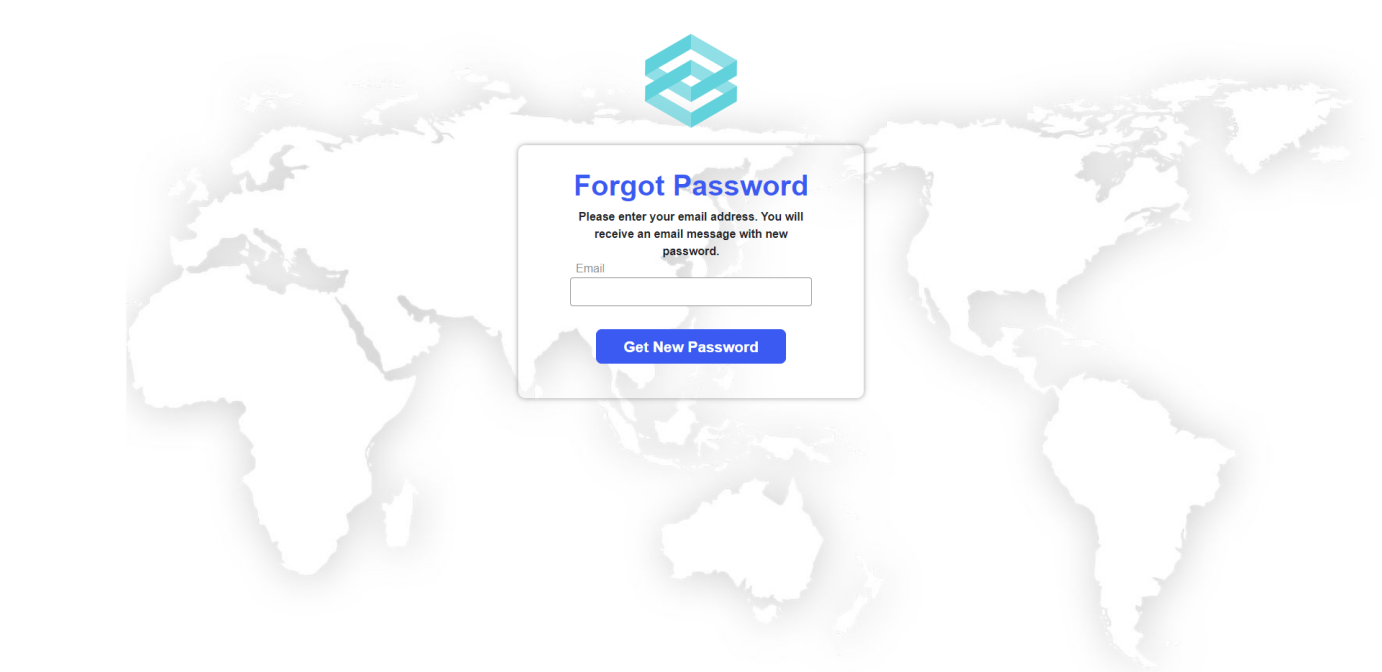 Forgot Password
Please enter your email address. You will
receive an email message with new
password.
Email
Get New Password